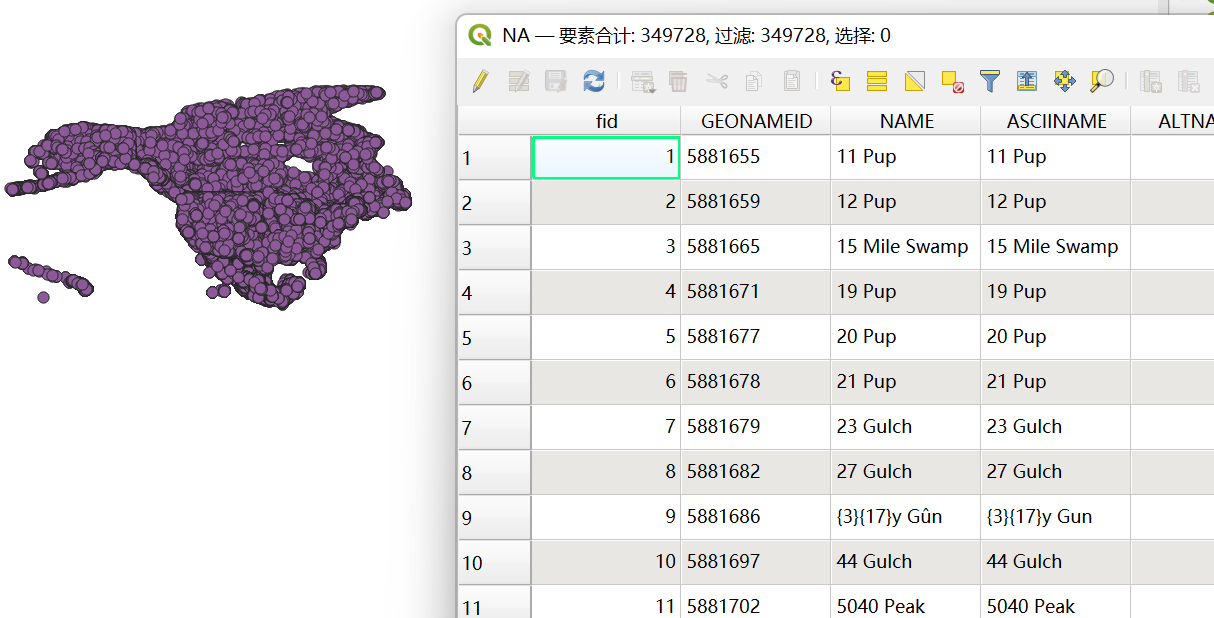 NA — 要素合计: 349728, 过滤: 349728, 选择: 0
fid GEONAMEID NAME ASCIINAME ALTNA
1 1 5881655 11 Pup 11 Pup
2 2 5881659 12 Pup 12 Pup
3 3 5881665 15 Mile Swamp 15 Mile Swamp
4 4 5881671 19 Pup 19 Pup
5 5 5881677 20 Pup 20 Pup
6 6 5881678 21 Pup 21 Pup
7 7 5881679 23 Gulch 23 Gulch
8 8 5881682 27 Gulch 27 Gulch
9 9 5881686 {3}{17}y Gûn {3}{17}y Gun
10 10 5881697 44 Gulch 44 Gulch
11 11 5881702 5040 Peak 5040 Peak